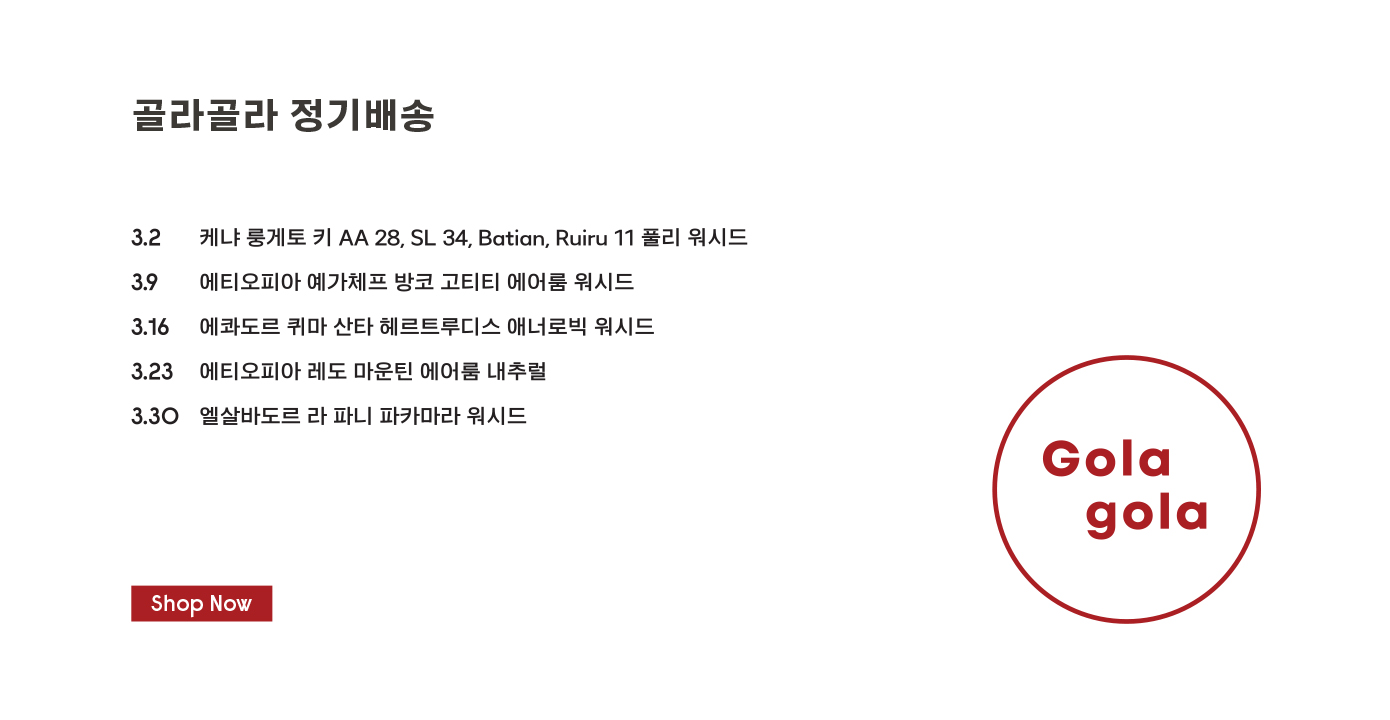 골라골라 정기배송
3.2 케냐 룽게토 키 AA 28, SL 34, Batian, Ruiru 11 풀리 워시드
3.9 에티오피아 예가체프 방코 고티티 에어룸 워시드
3.16 에콰도르 퀴마 산타 헤르트루디스 애너로빅 워시드
3.23 에티오피아 레도 마운틴 에어룸 내추럴
3.30 엘살바도르 라 파니 파카마라 워시드
Gola
gola
Shop Now